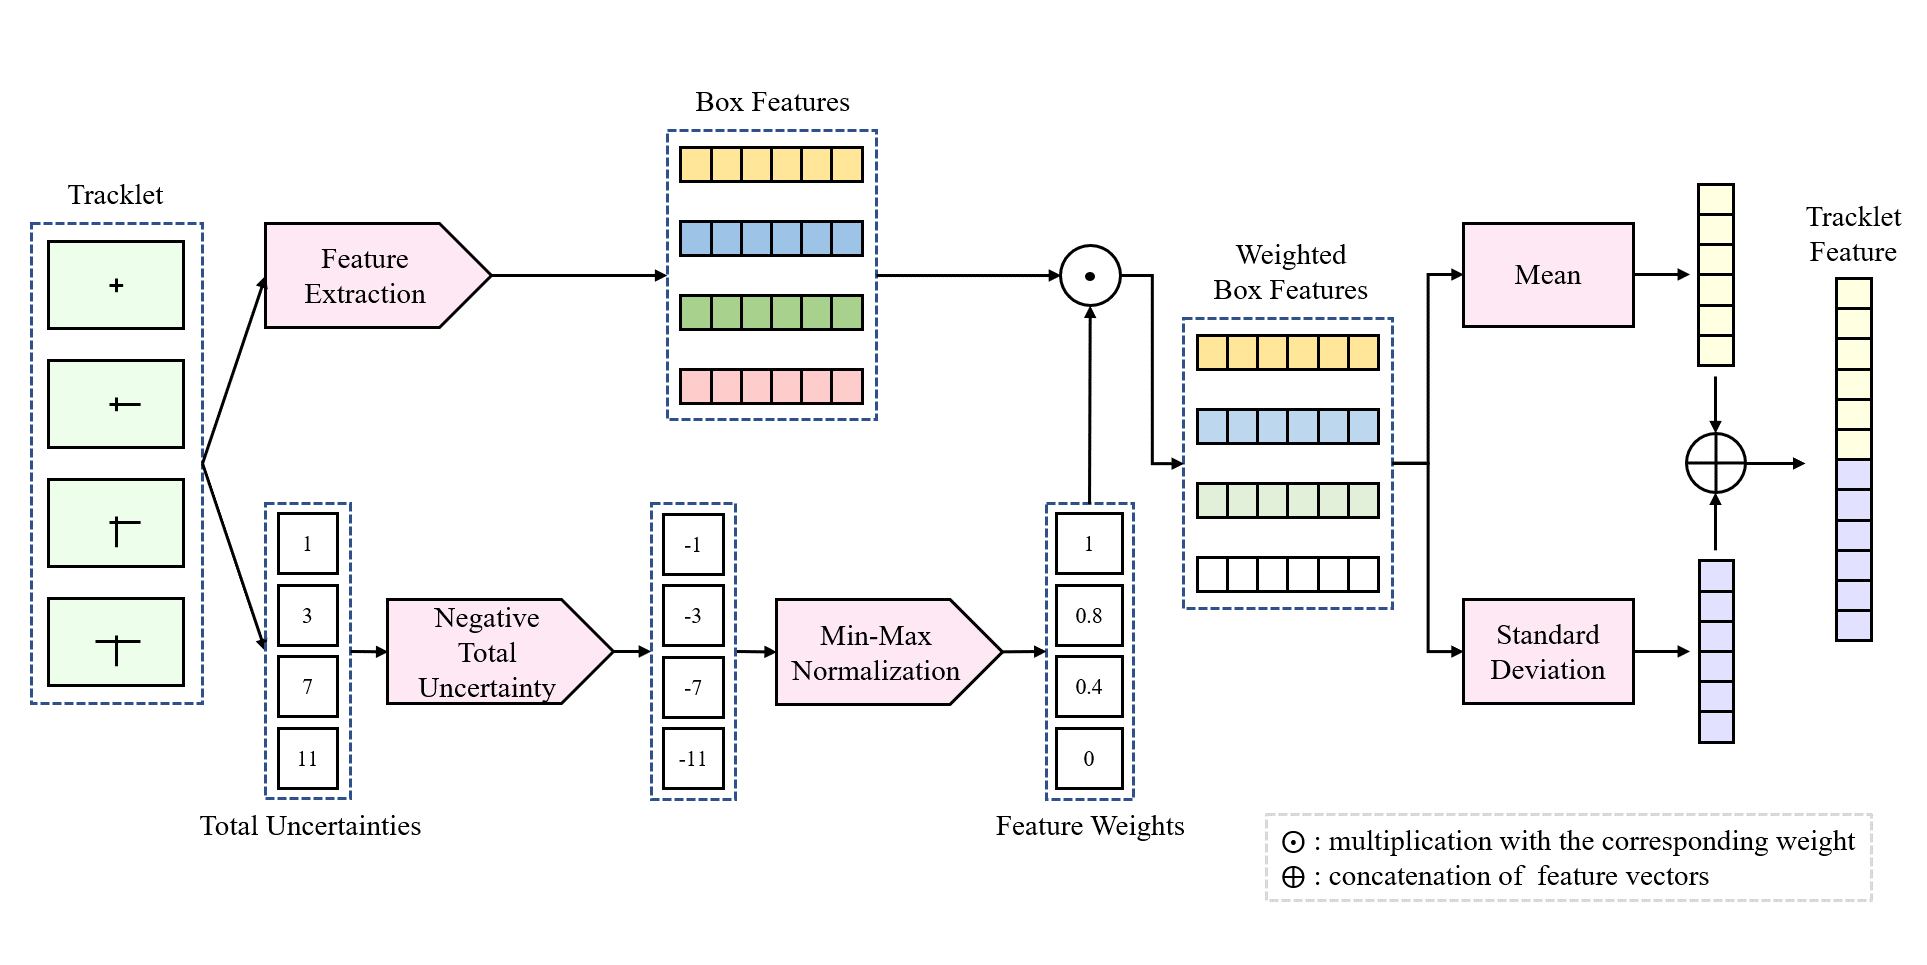 Box Features
Tracklet
Feature
Extraction
Weighted
Box Features
Mean
Tracklet
Feature
1
3
7
11
Total Uncertainties
Negative
Total
Uncertainty
-1
-3
-7
-11
Min-Max
Normalization
1
0.8
0.4
0
Feature Weights
Standard
Deviation
⊙ : multiplication with the corresponding weight
⊕ : concatenation of feature vectors